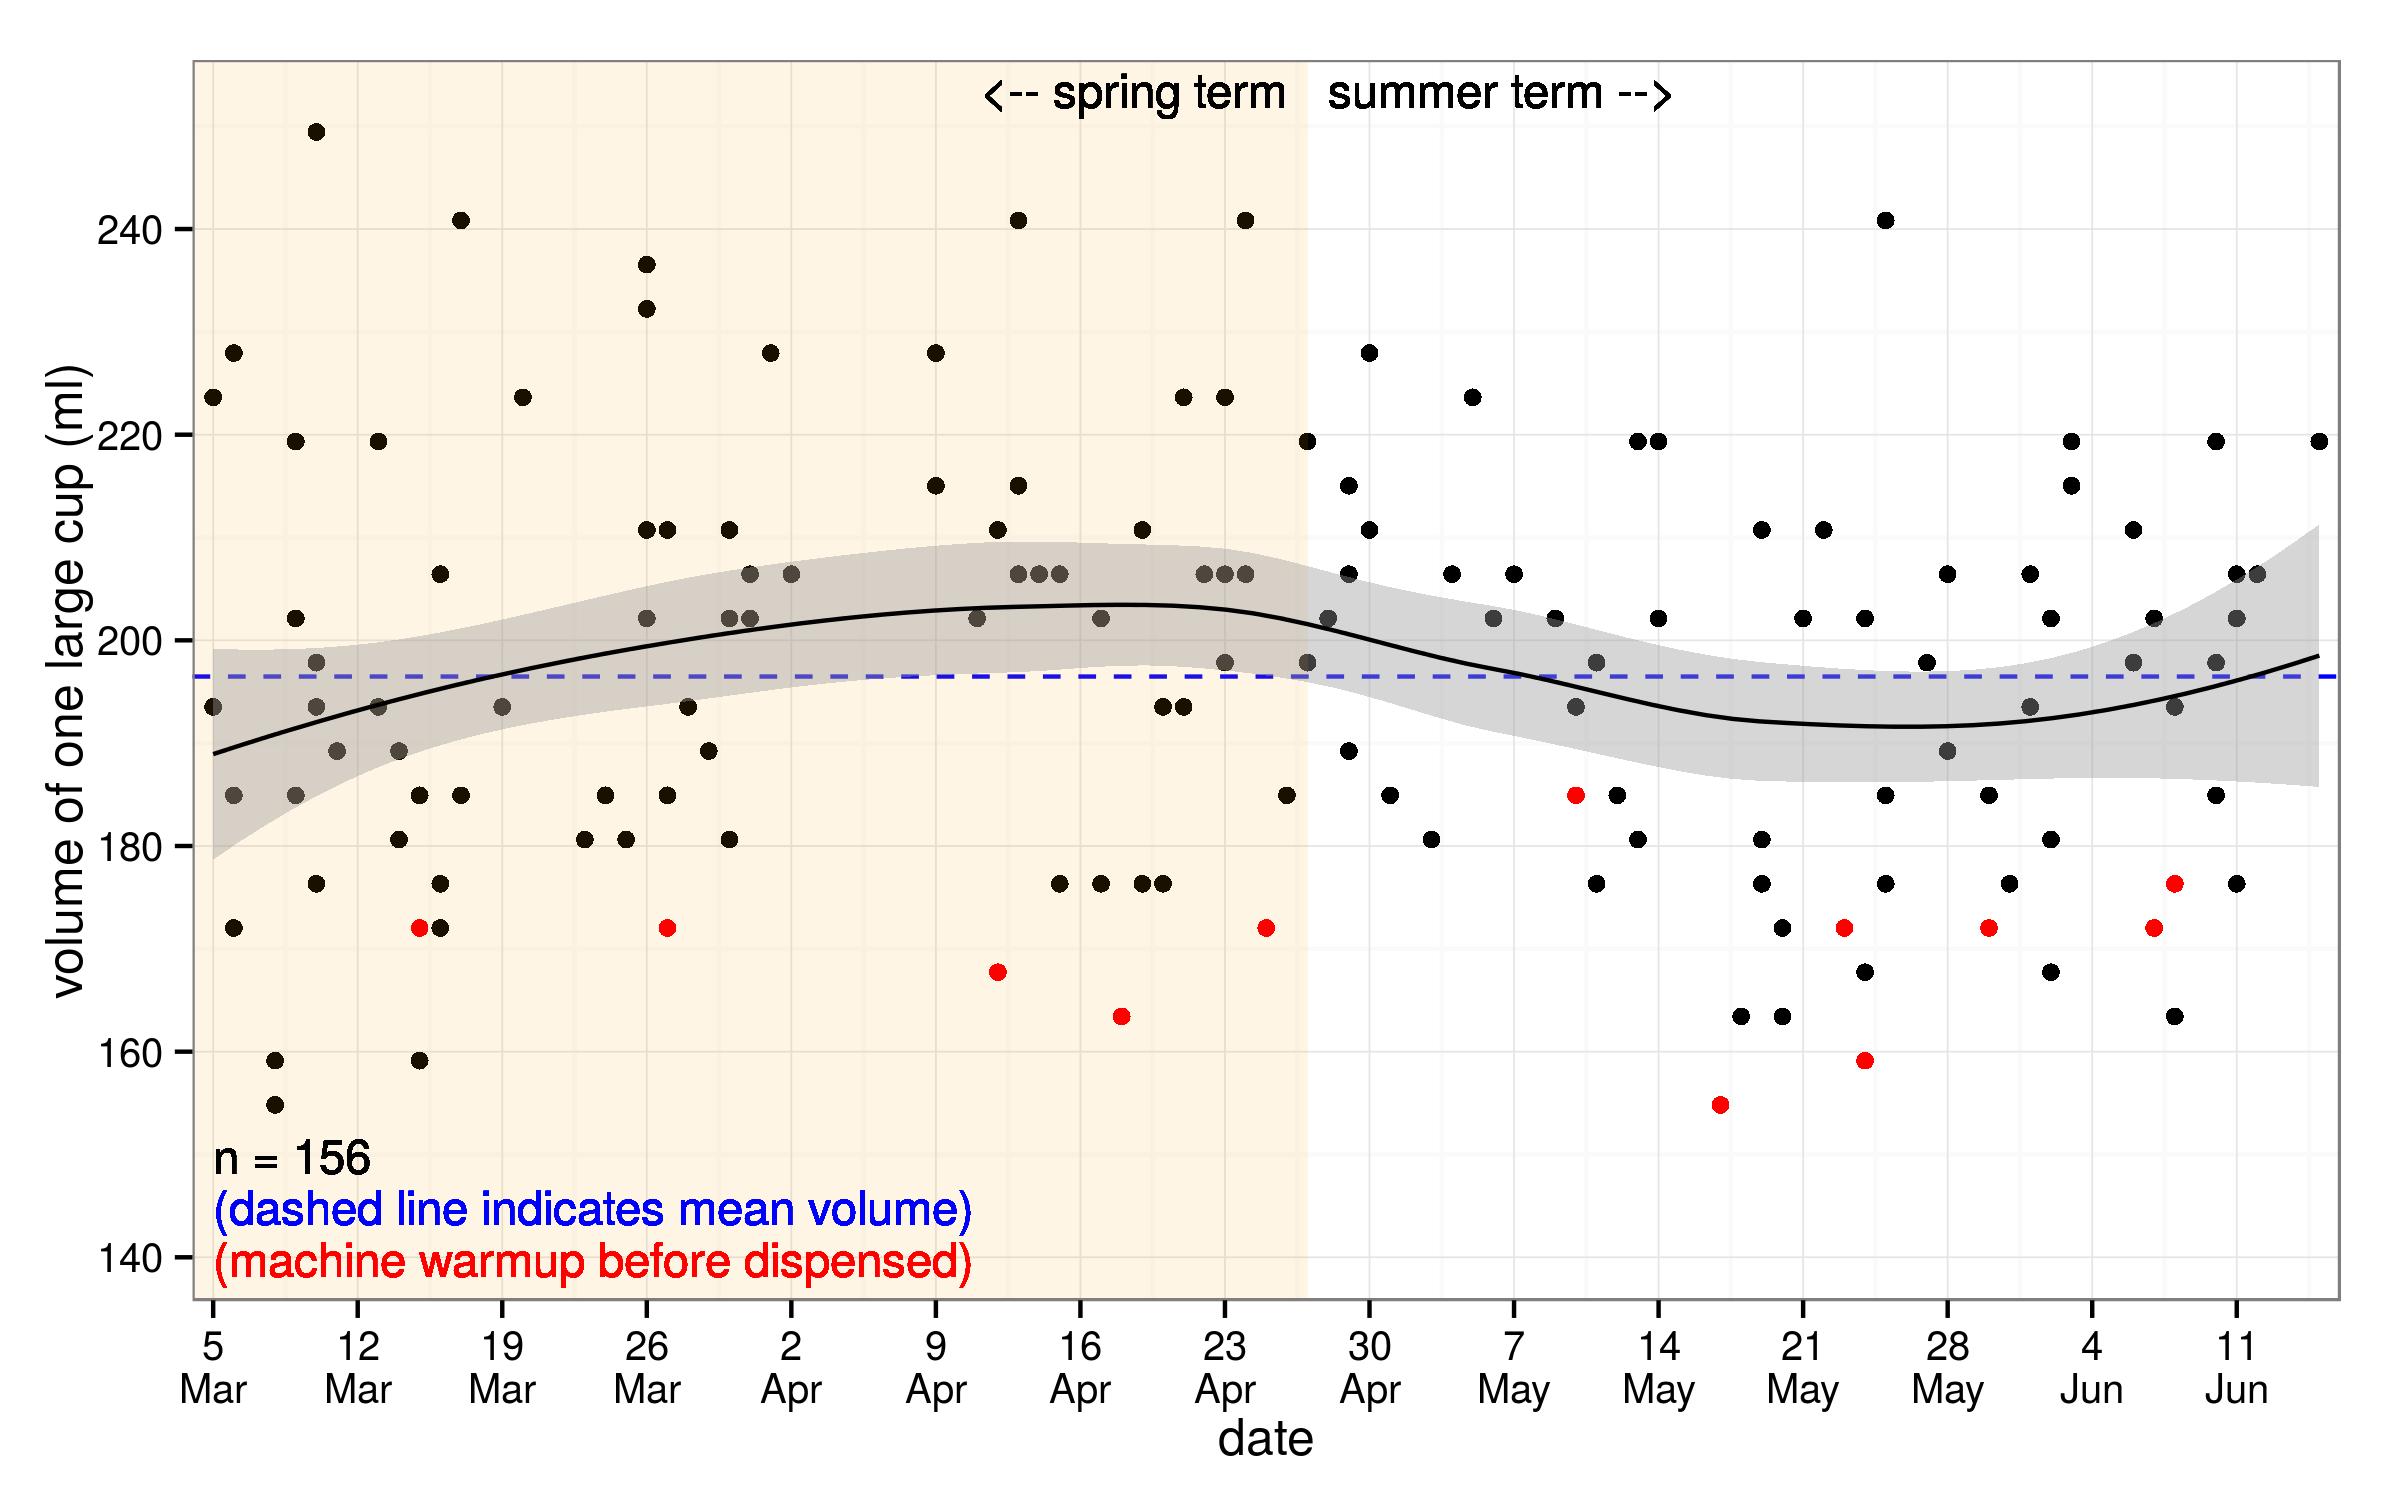 <-- spring term   summer term -->
volume of one large cup (ml)
240
220
200
180
160
140
n = 156
(dashed line indicates mean volume)
(machine warmup before dispensed)
5 12 19 26 2 9 16 23 30 7 14 21 28 4 11
Mar Mar Mar Mar Apr Apr Apr Apr Apr May May May May Jun Jun
date